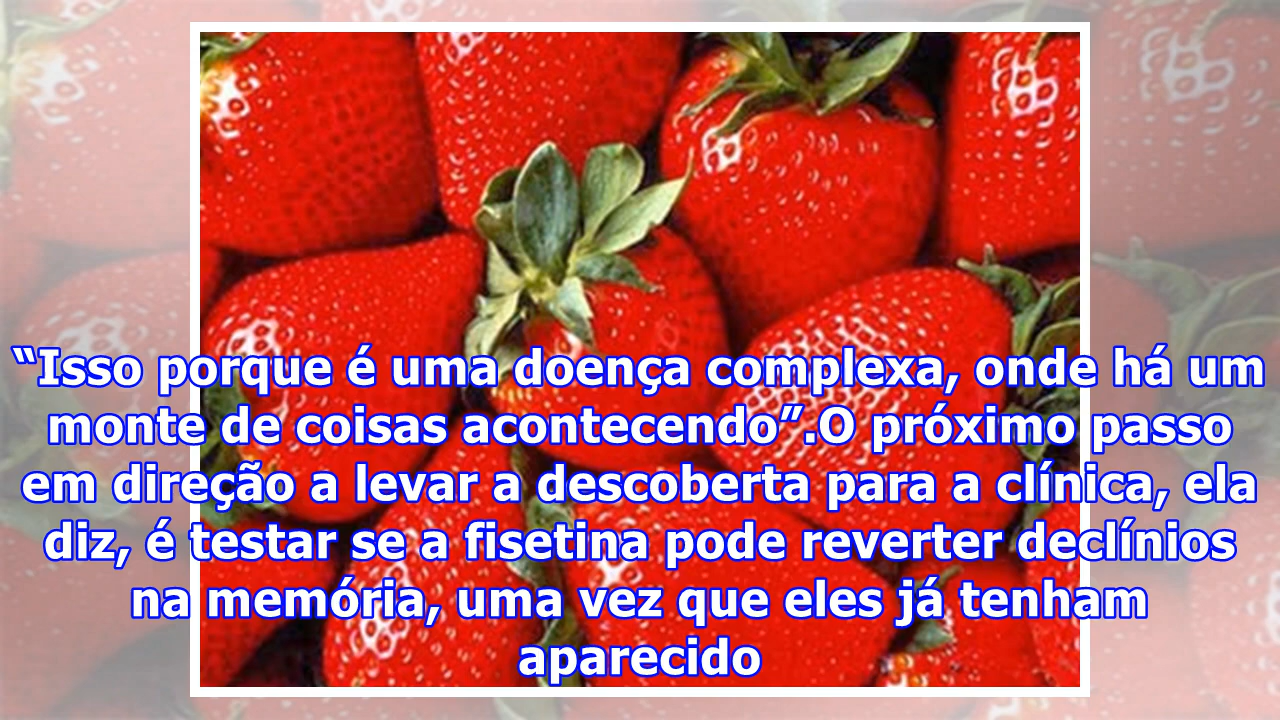 “Isso porque é uma doença complexa, onde há um
monte de coisas acontecendo”.O próximo passo
em direção a levar a descoberta para a clínica, ela
diz, é testar se a fisetina pode reverter declínios
na memória, uma vez que eles já tenham
aparecido